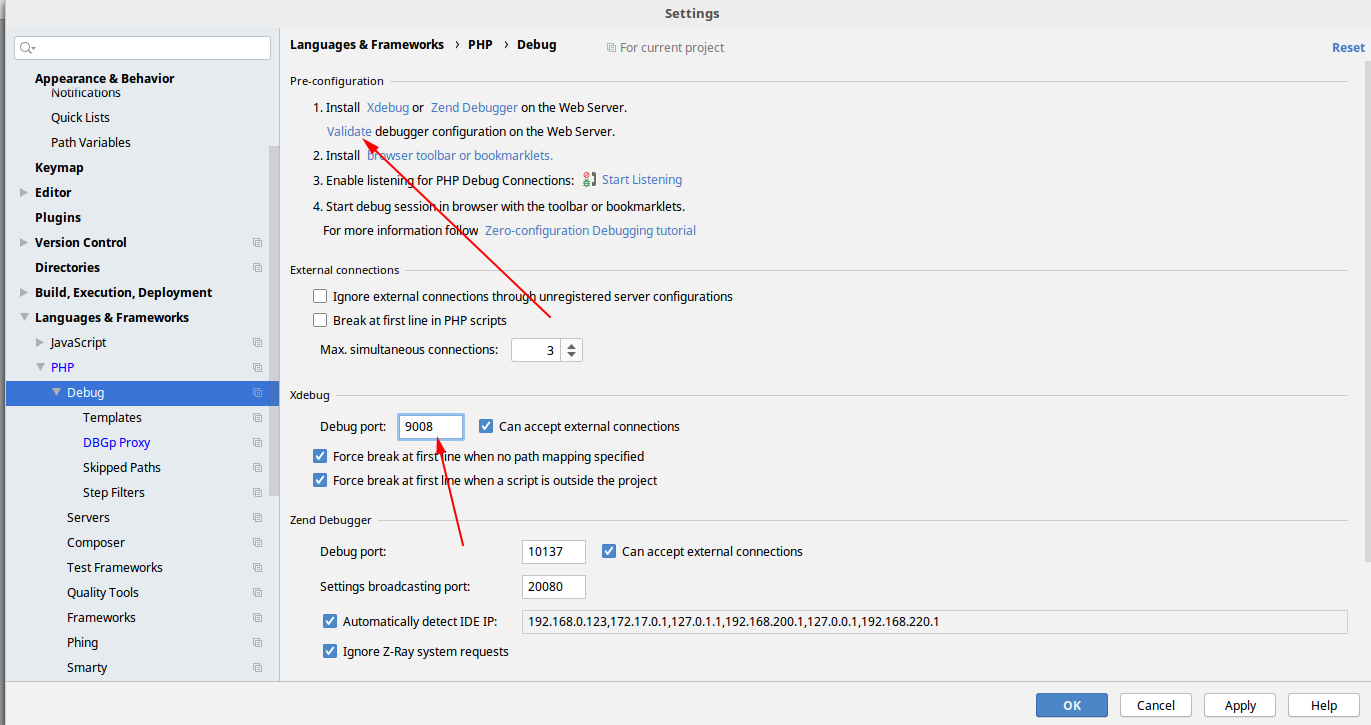 Settings
Appearance & Behavior
Notifications
Quick Lists
Path Variables
Keymap
Editor
Plugins
Version Control
Directories
Build, Execution, Deployment
Languages & Frameworks
JavaScript
PHP
Debug
Templates
DBGp Proxy
Skipped Paths
Step Filters
Servers
Composer
Test Frameworks
Quality Tools
Frameworks
Phing
Smarty
Languages & Frameworks › PHP › Debug For current project Reset
Pre-configuration
1. Install Xdebug or Zend Debugger on the Web Server.
Validate debugger configuration on the Web Server.
2. Install browser toolbar or bookmarklets.
3. Enable listening for PHP Debug Connections: Start Listening
4. Start debug session in browser with the toolbar or bookmarklets.
For more information follow Zero-configuration Debugging tutorial
External connections
Ignore external connections through unregistered server configurations
Break at first line in PHP scripts
Max. simultaneous connections: 3
Xdebug
Debug port: 9008 Can accept external connections
Force break at first line when no path mapping specified
Force break at first line when a script is outside the project
Zend Debugger
Debug port: 10137 Can accept external connections
Settings broadcasting port: 20080
Automatically detect IDE IP: 192.168.0.123,172.17.0.1,127.0.1.1,192.168.200.1,127.0.0.1,192.168.220.1
Ignore Z-Ray system requests
OK Cancel Apply Help